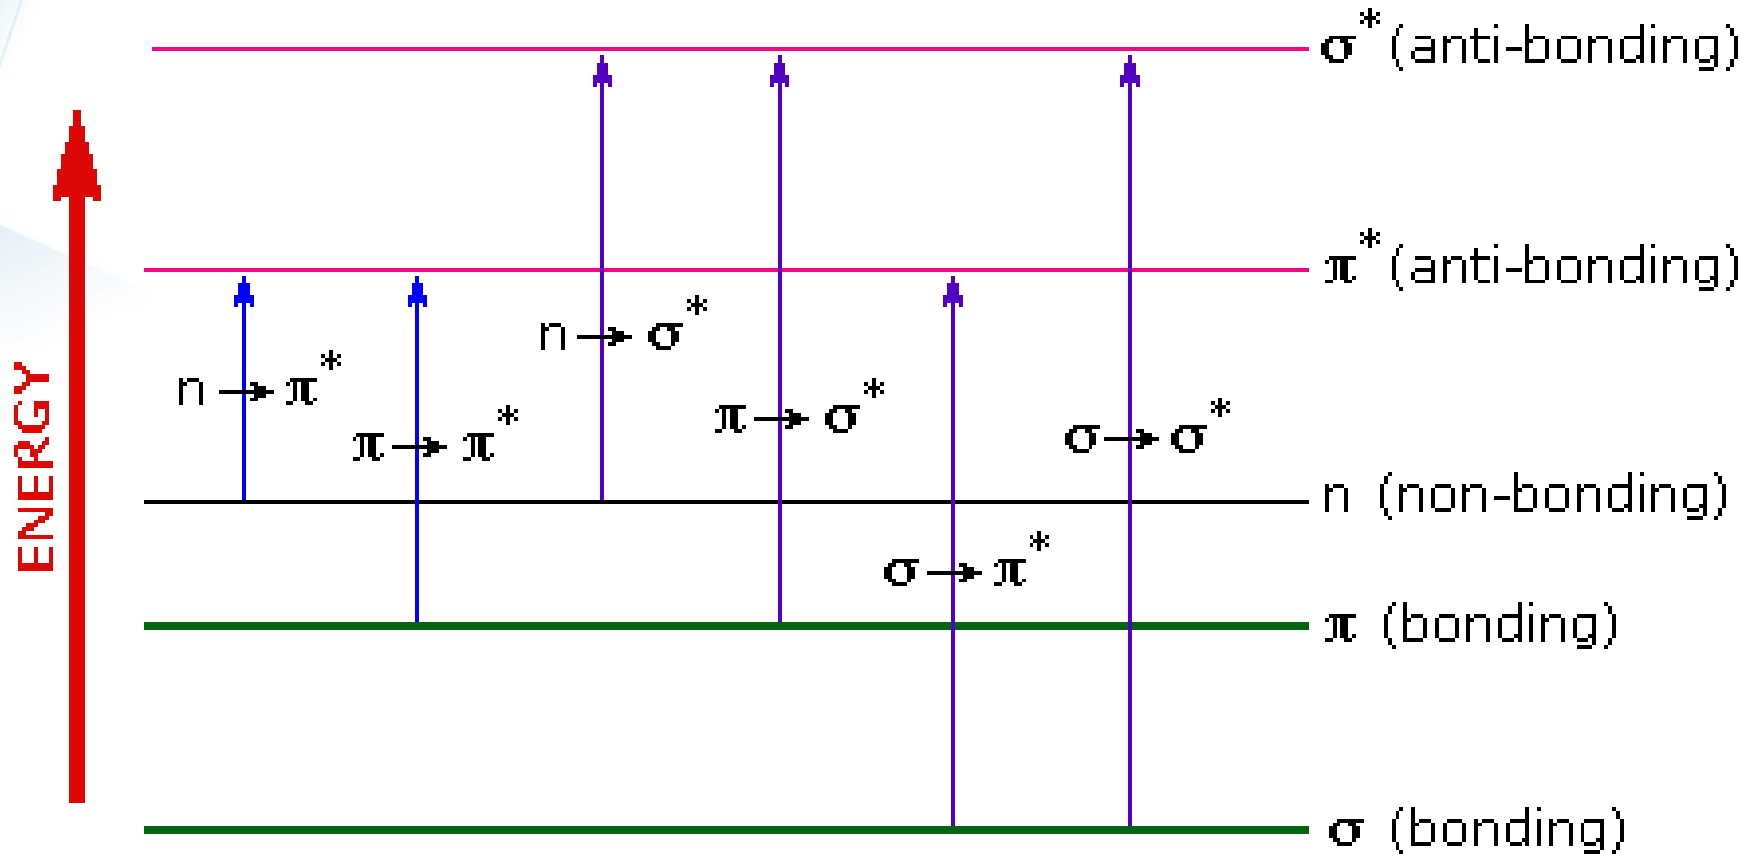 σ* (anti-bonding)
π* (anti-bonding)
n → σ*
n → π*
π → σ*
σ → σ*
π → π*
ENERGY
n (non-bonding)
σ → π*
π (bonding)
σ (bonding)